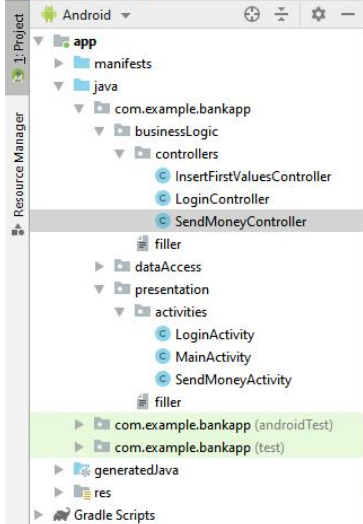 1: Project
Resource Manager
Android
app
manifests
java
com.example.bankapp
businessLogic
controllers
C InsertFirstValuesController
C LoginController
C SendMoneyController
filler
dataAccess
presentation
activities
C LoginActivity
C MainActivity
C SendMoneyActivity
filler
com.example.bankapp (androidTest)
com.example.bankapp (test)
generatedJava
res
Gradle Scripts